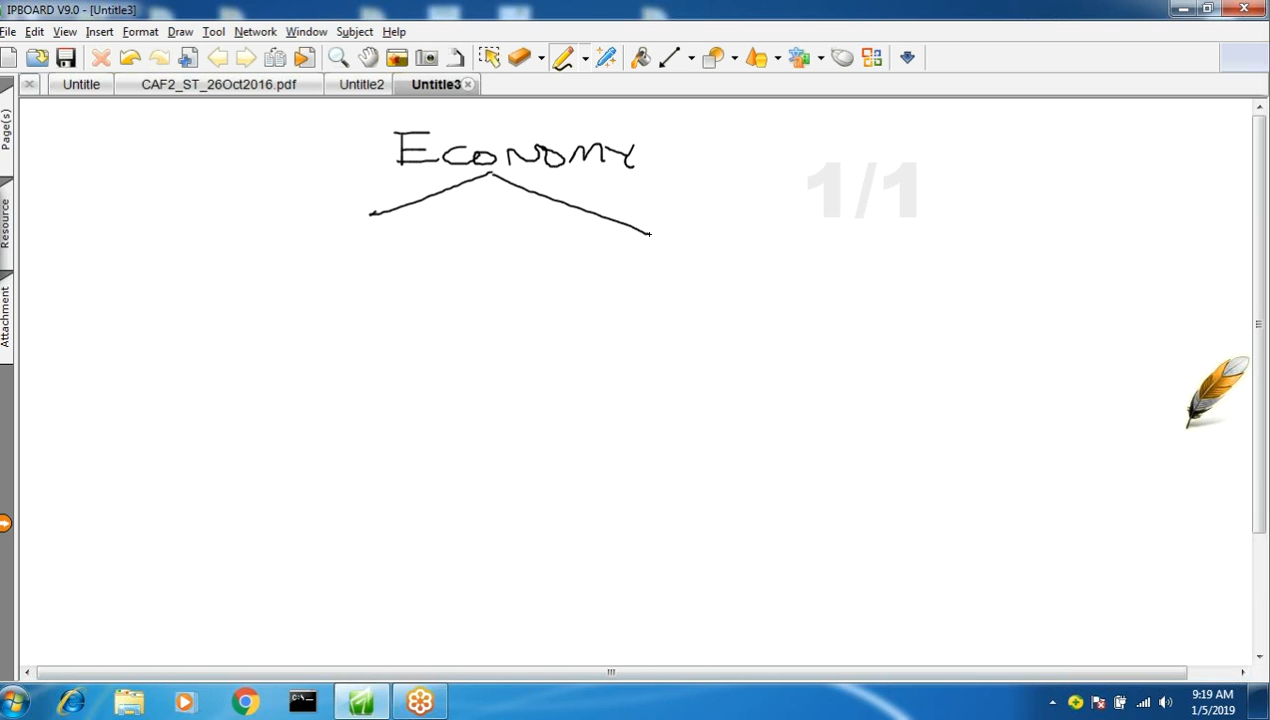 IPBOARD V9.0 - [Untitle3]
File Edit View Insert Format Draw Tool Network Window Subject Help
Untitle CAF2_ST_26Oct2016.pdf Untitle2 Untitle3
Page(s)
Resource
Attachment
ECONOMY
1/1
9:19 AM
1/5/2019